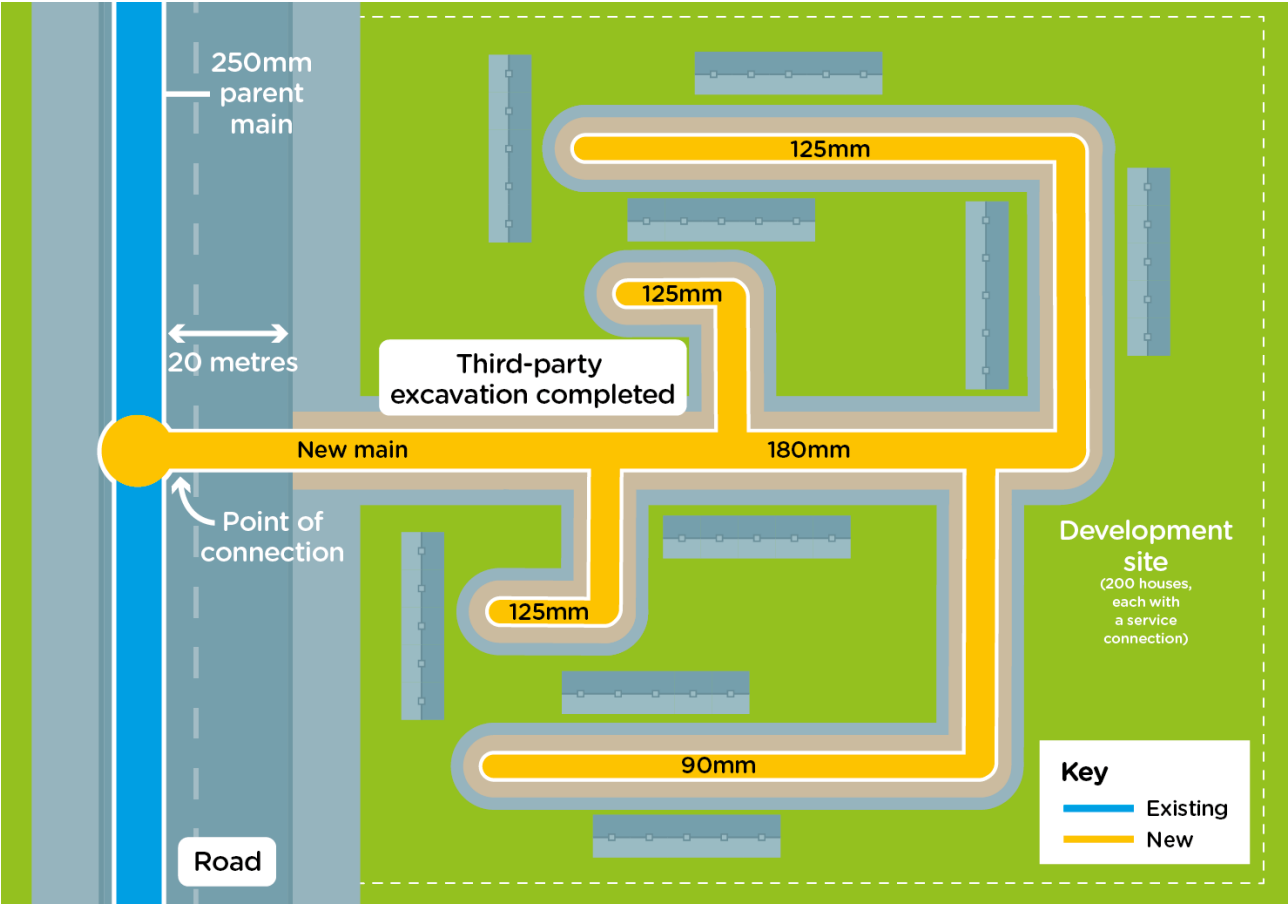 250mm
parent
main
125mm
125mm
20 metres
Third-party
excavation completed
New main
180mm
Point of
connection
Development
site
(200 houses,
each with
a service
connection)
125mm
90mm
Key
Existing
New
Road